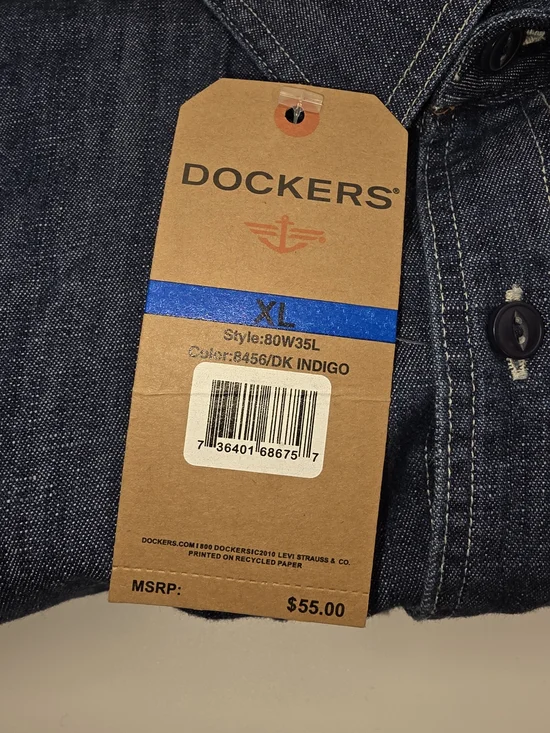 DOCKERS®
XL
Style:80W35L
Color:8456/DK INDIGO
7 36401 68675 7
DOCKERS.COM I 800 DOCKERS I C2010 LEVI STRAUSS & CO.
PRINTED ON RECYCLED PAPER
MSRP: $55.00